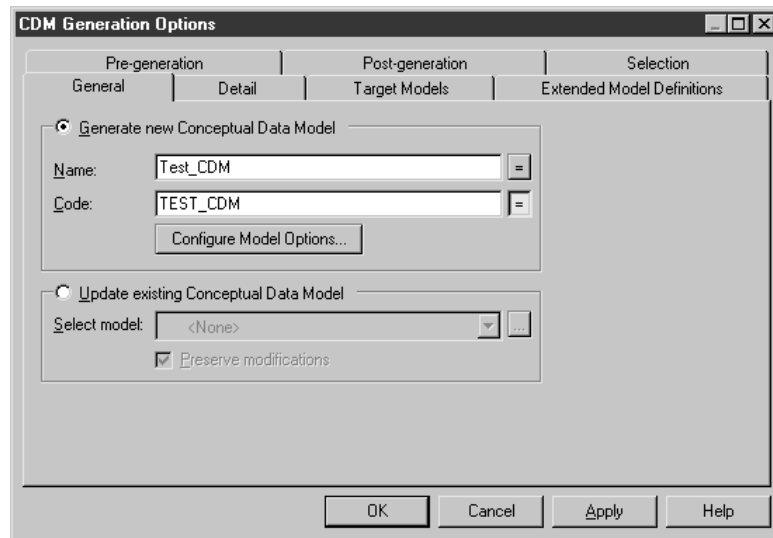 CDM Generation Options
Pre-generation Post-generation Selection
General Detail Target Models Extended Model Definitions
Generate new Conceptual Data Model
Name: Test_CDM =
Code: TEST_CDM =
Configure Model Options...
Update existing Conceptual Data Model
Select model: <None> ...
Preserve modifications
OK Cancel Apply Help